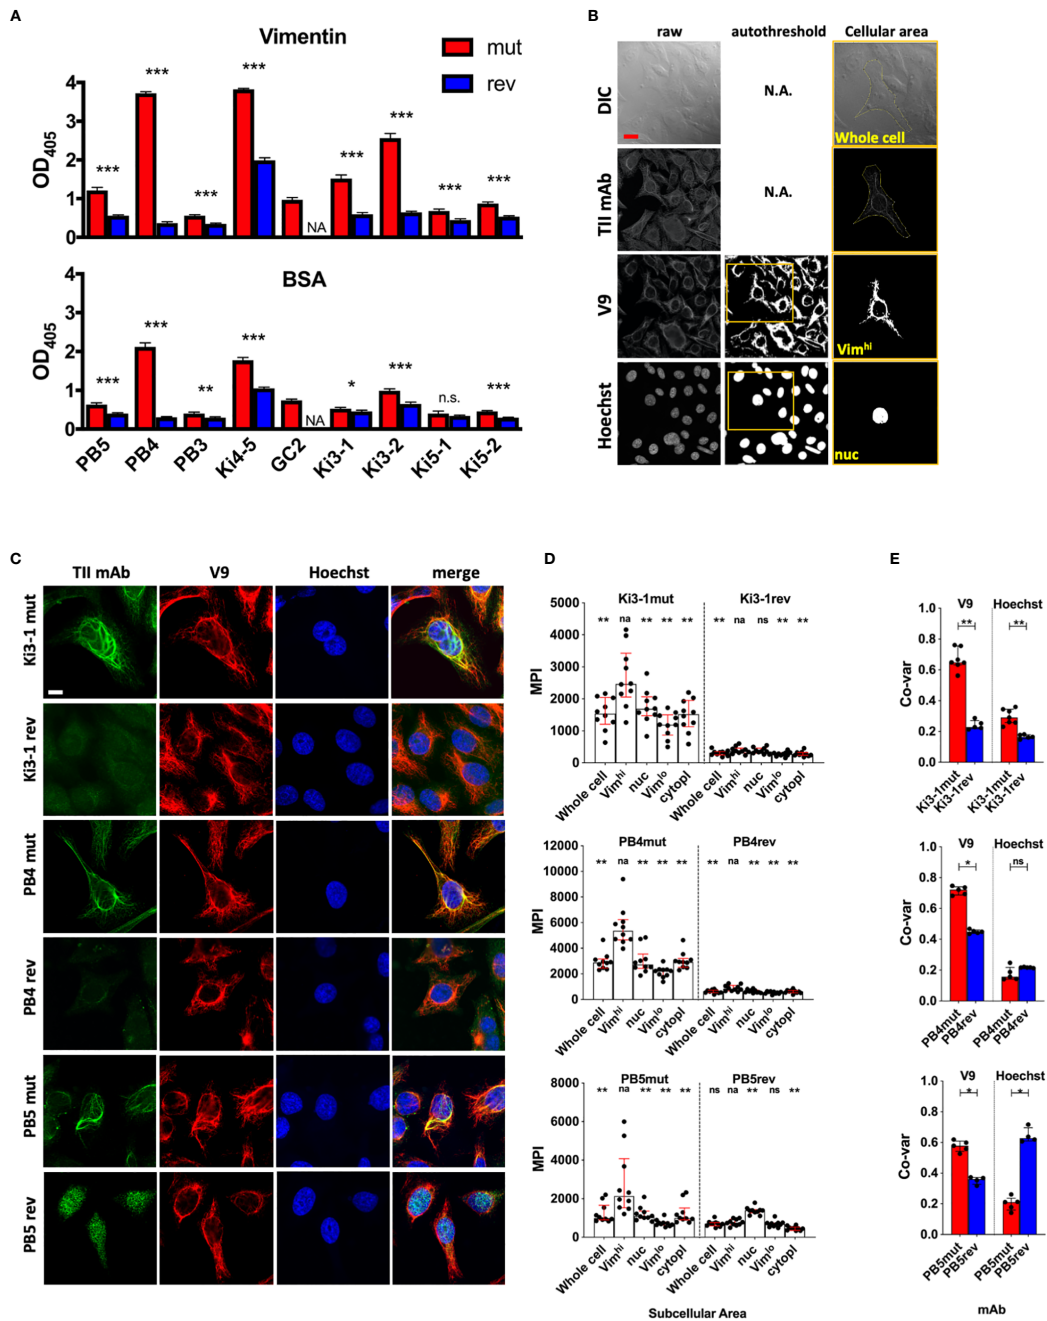 A
Vimentin
mut
rev
OD405
4
3
2
1
0
***
***
***
***
NA
***
***
***
***
BSA
OD405
4
3
2
1
0
***
***
**
***
NA
*
***
n.s.
***
PB5
PB4
PB3
Ki4-5
GC2
Ki3-1
Ki3-2
Ki5-1
Ki5-2
B
raw
autothreshold
Cellular area
DIC
N.A.
Whole cell
TII mAb
N.A.
V9
Vimhi
Hoechst
nuc
C
TII mAb
V9
Hoechst
merge
Ki3-1 mut
Ki3-1 rev
PB4 mut
PB4 rev
PB5 mut
PB5 rev
D
Ki3-1mut
Ki3-1rev
** na ** ** **
** na ns ** **
MPI
5000
4000
3000
2000
1000
0
Whole cell
Vimhi
nuc
Vimlo
cytopl
Whole cell
Vimhi
nuc
Vimlo
cytopl
PB4mut
PB4rev
** na ** ** **
** na ** ** **
MPI
12000
10000
8000
6000
4000
2000
0
Whole cell
Vimhi
nuc
Vimlo
cytopl
Whole cell
Vimhi
nuc
Vimlo
cytopl
PB5mut
PB5rev
** na ** ** **
ns na ** ns **
MPI
8000
6000
4000
2000
0
Whole cell
Vimhi
nuc
Vimlo
cytopl
Whole cell
Vimhi
nuc
Vimlo
cytopl
Subcellular Area
E
V9
Hoechst
**
**
Co-var
1.0
0.8
0.6
0.4
0.2
0.0
Ki3-1mut
Ki3-1rev
Ki3-1mut
Ki3-1rev
V9
Hoechst
*
ns
Co-var
1.0
0.8
0.6
0.4
0.2
0.0
PB4mut
PB4rev
PB4mut
PB4rev
V9
Hoechst
*
*
Co-var
1.0
0.8
0.6
0.4
0.2
0.0
PB5mut
PB5rev
PB5mut
PB5rev
mAb